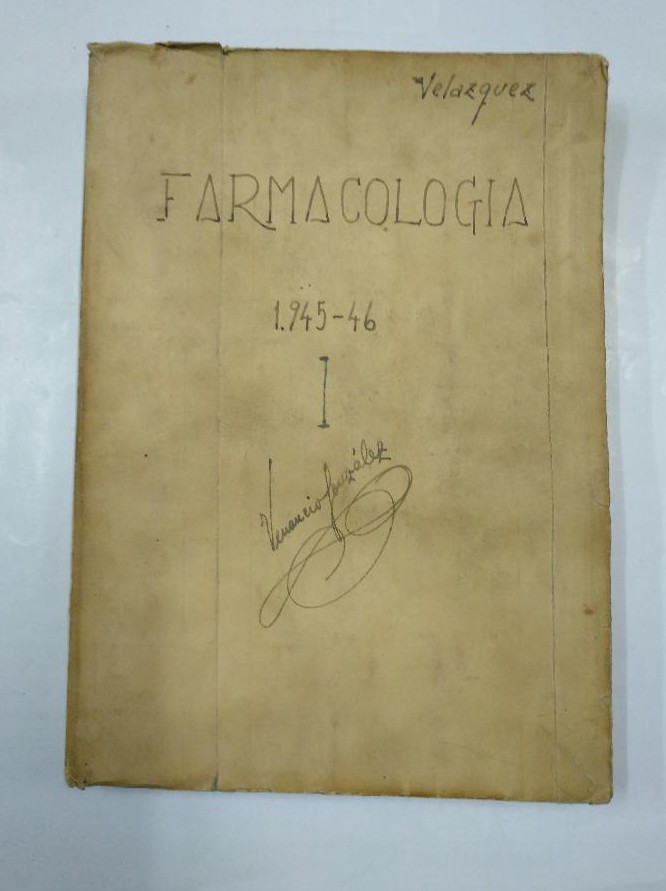 Velazquez
FARMACOLOGIA
1.945-46
I
Venancio González